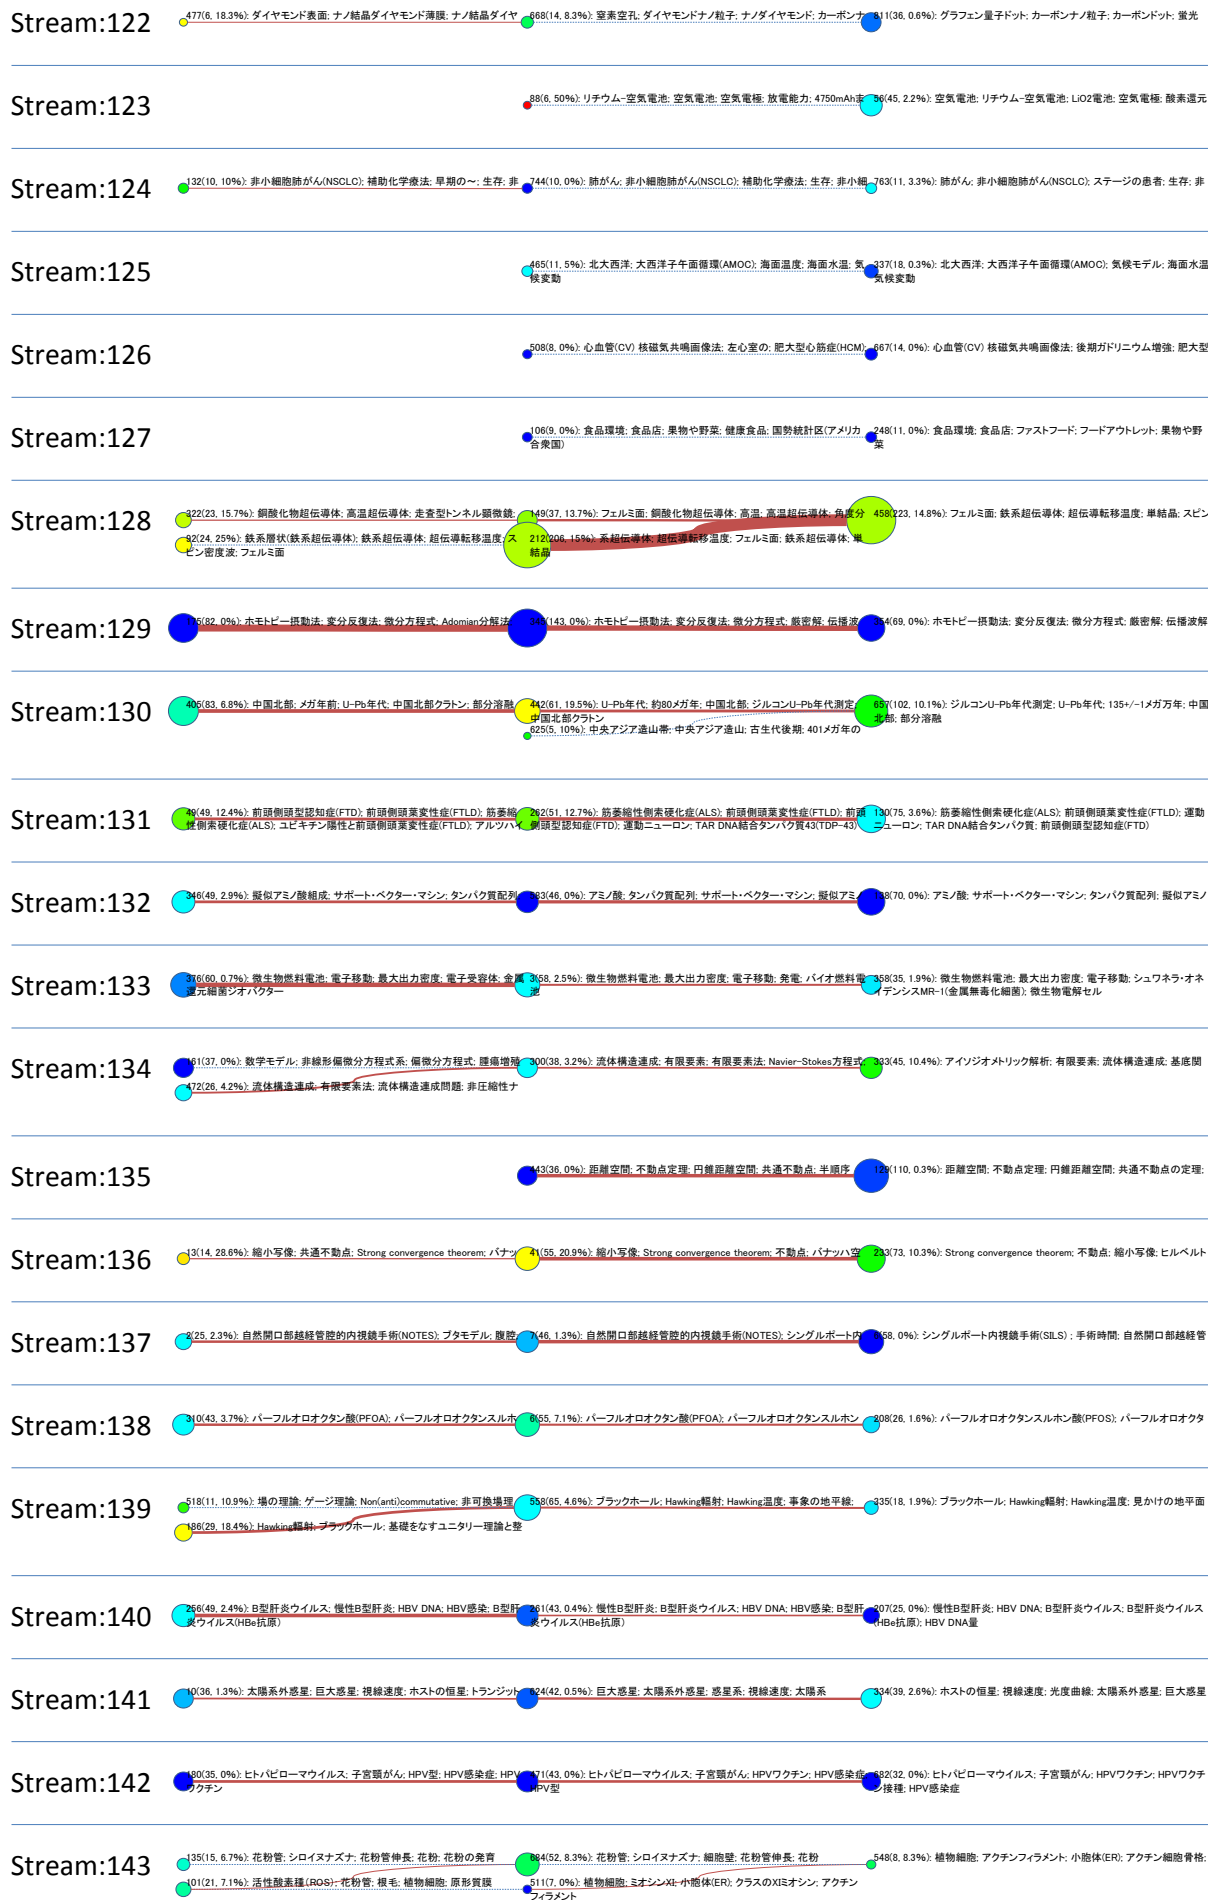 Stream:122
477(6, 18.3%): ダイヤモンド表面; ナノ結晶ダイヤモンド薄膜; ナノ結晶ダイヤ
668(14, 8.3%): 窒素空孔; ダイヤモンドナノ粒子; ナノダイヤモンド; カーボンナ
811(36, 0.6%): グラフェン量子ドット; カーボンナノ粒子; カーボンドット; 蛍光
Stream:123
88(6, 50%): リチウム-空気電池; 空気電池; 空気電極; 放電能力; 4750mAh
56(45, 2.2%): 空気電池; リチウム-空気電池; LiO2電池; 空気電極; 酸素還元
Stream:124
132(10, 10%): 非小細胞肺がん(NSCLC); 補助化学療法; 早期の~; 生存; 非
744(10, 0%): 肺がん; 非小細胞肺がん(NSCLC); 補助化学療法; 生存; 非小細
763(11, 3.3%): 肺がん; 非小細胞肺がん(NSCLC); ステージの患者; 生存; 非
Stream:125
465(11, 5%): 北大西洋; 大西洋子午面循環(AMOC); 海面温度; 海面水温; 気
候変動
337(18, 0.3%): 北大西洋; 大西洋子午面循環(AMOC); 気候モデル; 海面水温
気候変動
Stream:126
508(8, 0%): 心血管(CV) 核磁気共鳴画像法; 左心室の; 肥大型心筋症(HCM);
667(14, 0%): 心血管(CV) 核磁気共鳴画像法; 後期ガドリニウム増強; 肥大型
Stream:127
106(9, 0%): 食品環境; 食品店; 果物や野菜; 健康食品; 国勢統計区(アメリカ
合衆国)
248(11, 0%): 食品環境; 食品店; ファストフード; フードアウトレット; 果物や野
菜
Stream:128
322(23, 15.7%): 銅酸化物超伝導体; 高温超伝導体; 走査型トンネル顕微鏡;
149(37, 13.7%): フェルミ面; 銅酸化物超伝導体; 高温; 高温超伝導体; 角度分
458(223, 14.8%): フェルミ面; 鉄系超伝導体; 超伝導転移温度; 単結晶; スピン
92(24, 25%): 鉄系層状(鉄系超伝導体); 鉄系超伝導体; 超伝導転移温度; ス
ピン密度波; フェルミ面
212(206, 15%): 系超伝導体; 超伝導転移温度; フェルミ面; 鉄系超伝導体; 単
結晶
Stream:129
175(82, 0%): ホモトピー摂動法; 変分反復法; 微分方程式; Adomian分解法
345(143, 0%): ホモトピー摂動法; 変分反復法; 微分方程式; 厳密解; 伝播波
354(69, 0%): ホモトピー摂動法; 変分反復法; 微分方程式; 厳密解; 伝播波解
Stream:130
405(83, 6.8%): 中国北部; メガ年前; U-Pb年代; 中国北部クラトン; 部分溶融
442(61, 19.5%): U-Pb年代; 約80メガ年; 中国北部; ジルコンU-Pb年代測定;
中国北部クラトン
657(102, 10.1%): ジルコンU-Pb年代測定; U-Pb年代; 135+/-1メガ万年; 中国
北部; 部分溶融
625(5, 10%): 中央アジア造山帯; 中央アジア造山; 古生代後期; 401メガ年の
Stream:131
49(49, 12.4%): 前頭側頭型認知症(FTD); 前頭側頭葉変性症(FTLD); 筋萎縮
性側索硬化症(ALS); ユビキチン陽性と前頭側頭葉変性症(FTLD); アルツハイ
262(51, 12.7%): 筋萎縮性側索硬化症(ALS); 前頭側頭葉変性症(FTLD); 前頭
側頭型認知症(FTD); 運動ニューロン; TAR DNA結合タンパク質43(TDP-43)
130(75, 3.6%): 筋萎縮性側索硬化症(ALS); 前頭側頭葉変性症(FTLD); 運動
ニューロン; TAR DNA結合タンパク質; 前頭側頭型認知症(FTD)
Stream:132
346(49, 2.9%): 擬似アミノ酸組成; サポート・ベクター・マシン; タンパク質配列
583(46, 0%): アミノ酸; タンパク質配列; サポート・ベクター・マシン; 擬似アミノ
138(70, 0%): アミノ酸; サポート・ベクター・マシン; タンパク質配列; 擬似アミノ
Stream:133
376(60, 0.7%): 微生物燃料電池; 電子移動; 最大出力密度; 電子受容体; 金属
還元細菌ジオバクター
3(58, 2.5%): 微生物燃料電池; 最大出力密度; 電子移動; 発電; バイオ燃料電
池
358(35, 1.9%): 微生物燃料電池; 最大出力密度; 電子移動; シュワネラ・オネ
イデンシスMR-1(金属無毒化細菌); 微生物電解セル
Stream:134
161(37, 0%): 数学モデル; 非線形偏微分方程式系; 偏微分方程式; 腫瘍増殖
300(38, 3.2%): 流体構造連成; 有限要素; 有限要素法; Navier-Stokes方程式;
333(45, 10.4%): アイソジオメトリック解析; 有限要素; 流体構造連成; 基底関
472(26, 4.2%): 流体構造連成; 有限要素法; 流体構造連成問題; 非圧縮性ナ
Stream:135
443(36, 0%): 距離空間; 不動点定理; 円錐距離空間; 共通不動点; 半順序
129(110, 0.3%): 距離空間; 不動点定理; 円錐距離空間; 共通不動点の定理;
Stream:136
13(14, 28.6%): 縮小写像; 共通不動点; Strong convergence theorem; バナッ
41(55, 20.9%): 縮小写像; Strong convergence theorem; 不動点; バナッハ空
233(73, 10.3%): Strong convergence theorem; 不動点; 縮小写像; ヒルベルト
Stream:137
2(25, 2.3%): 自然開口部越経管腔的内視鏡手術(NOTES); ブタモデル; 腹腔
7(46, 1.3%): 自然開口部越経管腔的内視鏡手術(NOTES); シングルポート内
(58, 0%): シングルポート内視鏡手術(SILS) ; 手術時間; 自然開口部越経管
Stream:138
310(43, 3.7%): パーフルオロオクタン酸(PFOA); パーフルオロオクタンスルホ
6(55, 7.1%): パーフルオロオクタン酸(PFOA); パーフルオロオクタンスルホン
208(26, 1.6%): パーフルオロオクタンスルホン酸(PFOS); パーフルオロオクタ
Stream:139
518(11, 10.9%): 場の理論; ゲージ理論; Non(anti)commutative; 非可換場理
558(65, 4.6%): ブラックホール; Hawking輻射; Hawking温度; 事象の地平線;
335(18, 1.9%): ブラックホール; Hawking輻射; Hawking温度; 見かけの地平面
186(29, 18.4%): Hawking輻射; ブラックホール; 基礎をなすユニタリー理論と整
Stream:140
256(49, 2.4%): B型肝炎ウイルス; 慢性B型肝炎; HBV DNA; HBV感染; B型肝
炎ウイルス(HBe抗原)
261(43, 0.4%): 慢性B型肝炎; B型肝炎ウイルス; HBV DNA; HBV感染; B型肝
炎ウイルス(HBe抗原)
207(25, 0%): 慢性B型肝炎; HBV DNA; B型肝炎ウイルス; B型肝炎ウイルス
(HBe抗原); HBV DNA量
Stream:141
10(36, 1.3%): 太陽系外惑星; 巨大惑星; 視線速度; ホストの恒星; トランジット
624(42, 0.5%): 巨大惑星; 太陽系外惑星; 惑星系; 視線速度; 太陽系
334(39, 2.6%): ホストの恒星; 視線速度; 光度曲線; 太陽系外惑星; 巨大惑星
Stream:142
180(35, 0%): ヒトパピローマウイルス; 子宮頸がん; HPV型; HPV感染症; HPV
ワクチン
471(43, 0%): ヒトパピローマウイルス; 子宮頸がん; HPVワクチン; HPV感染症
HPV型
682(32, 0%): ヒトパピローマウイルス; 子宮頸がん; HPVワクチン; HPVワクチ
ン接種; HPV感染症
Stream:143
135(15, 6.7%): 花粉管; シロイヌナズナ; 花粉管伸長; 花粉; 花粉の発育
684(52, 8.3%): 花粉管; シロイヌナズナ; 細胞壁; 花粉管伸長; 花粉
548(8, 8.3%): 植物細胞; アクチンフィラメント; 小胞体(ER); アクチン細胞骨格;
101(21, 7.1%): 活性酸素種(ROS); 花粉管; 根毛; 植物細胞; 原形質膜
511(7, 0%): 植物細胞; ミオシンXI; 小胞体(ER); クラスのXIミオシン; アクチン
フィラメント